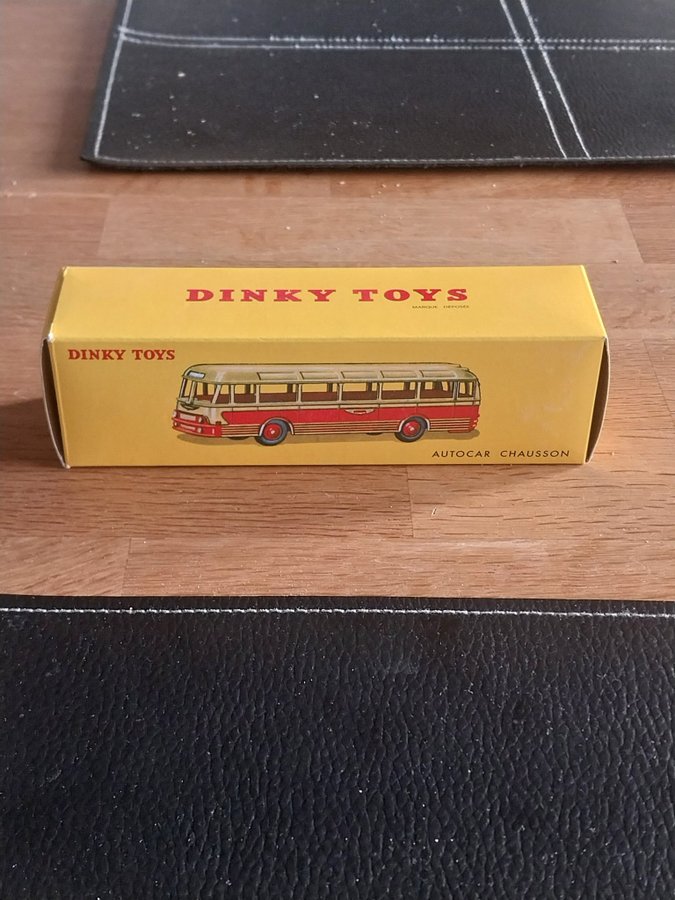 DINKY TOYS
MARQUE DÉPOSÉE
DINKY TOYS
AUTOCAR CHAUSSON